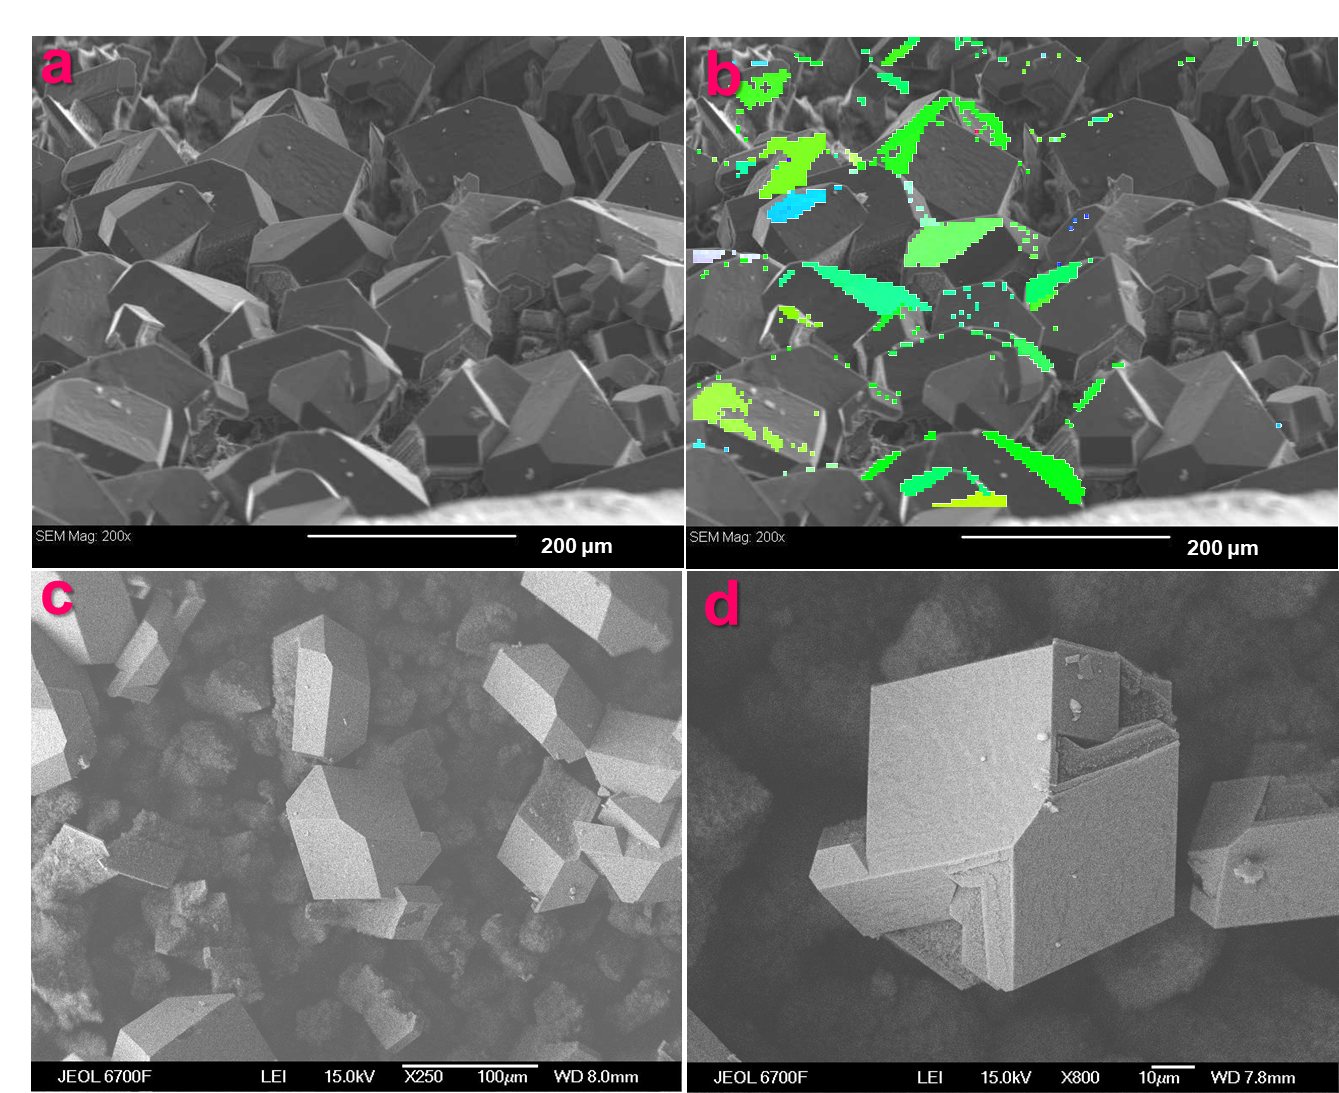 a
b
SEM Mag: 200x
200 µm
SEM Mag: 200x
200 µm
c
d
JEOL 6700F LEI 15.0kV X250 100µm WD 8.0mm
JEOL 6700F LEI 15.0kV X800 10µm WD 7.8mm